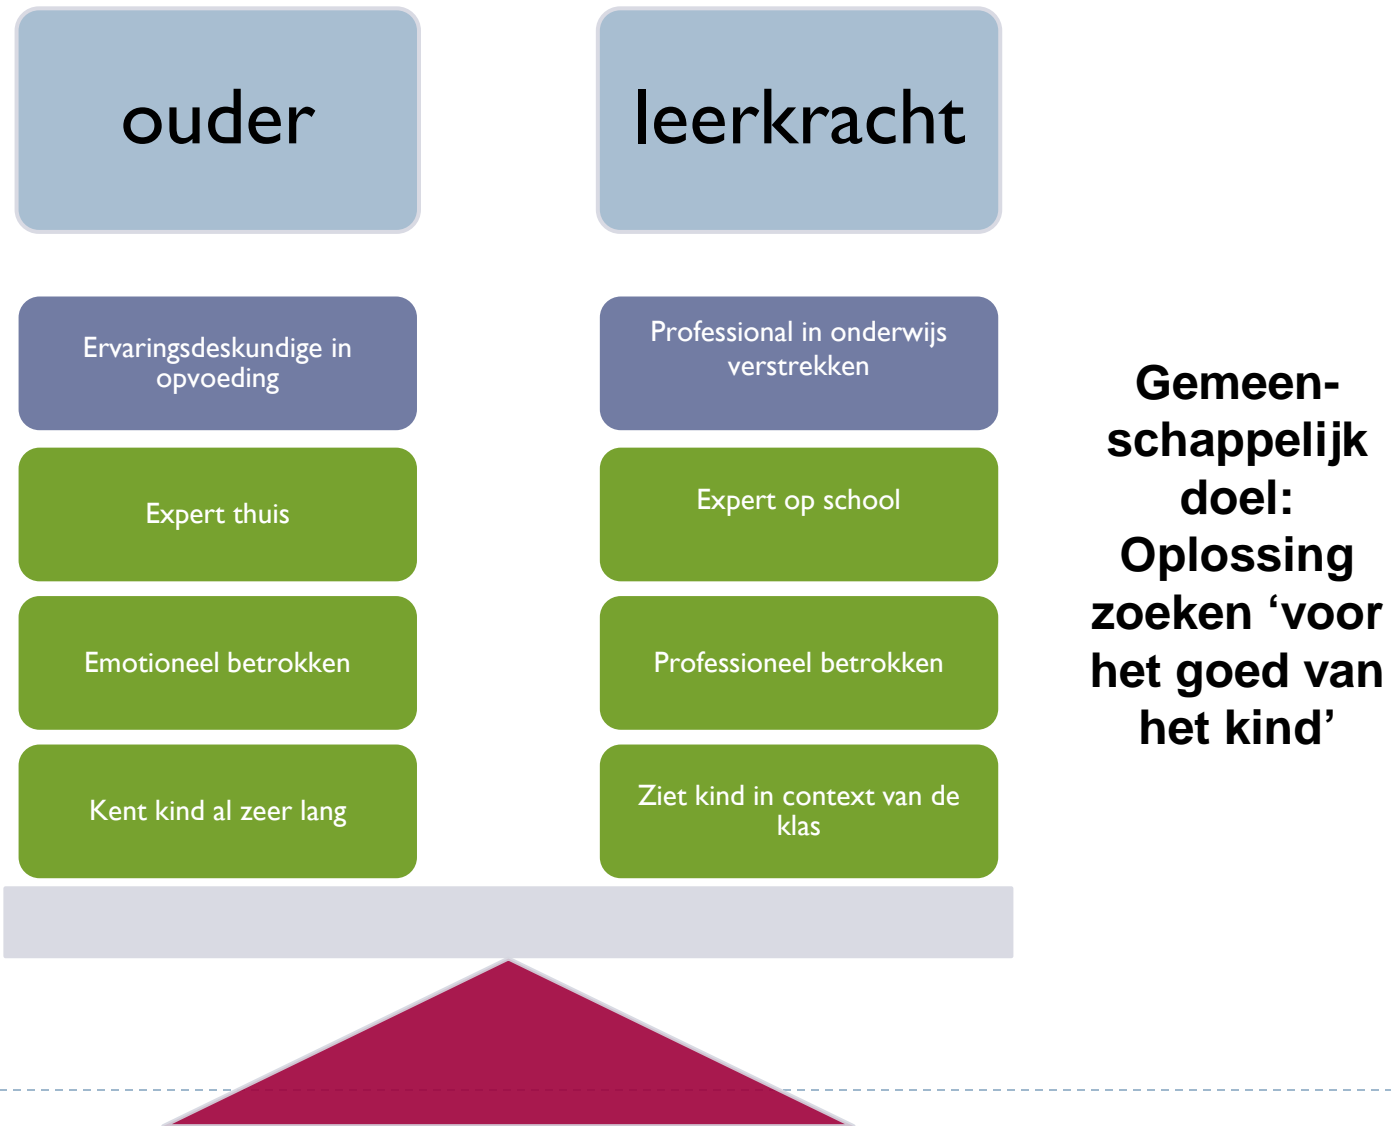 ouder
leerkracht
Ervaringsdeskundige in
opvoeding
Professional in onderwijs
verstrekken
Expert thuis
Expert op school
Emotioneel betrokken
Professioneel betrokken
Kent kind al zeer lang
Ziet kind in context van de
klas
Gemeen-
schappelijk
doel:
Oplossing
zoeken ‘voor
het goed van
het kind’